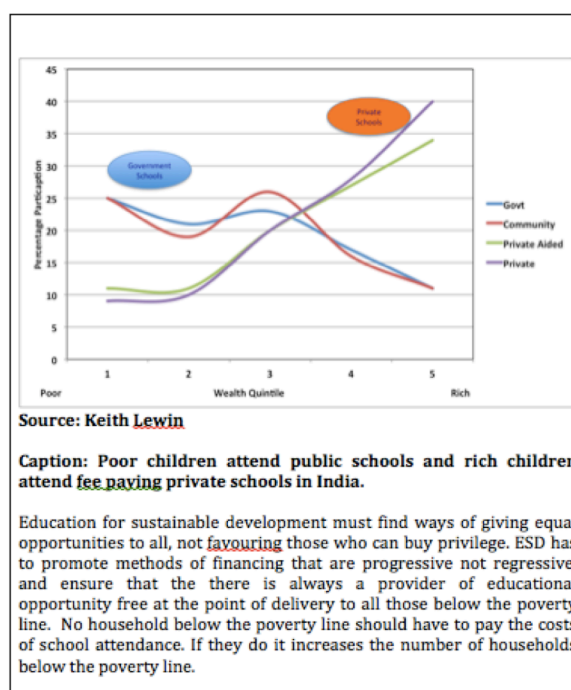 45
40
35
30
25
20
15
10
5
0
Percentage Particaption
Government
Schools
Private
Schools
Govt
Community
Private Aided
Private
1 2 3 4 5
Poor Wealth Quintile Rich
Source: Keith Lewin
Caption: Poor children attend public schools and rich children
attend fee paying private schools in India.
Education for sustainable development must find ways of giving equa
opportunities to all, not favouring those who can buy privilege. ESD has
to promote methods of financing that are progressive not regressive
and ensure that the there is always a provider of educationa
opportunity free at the point of delivery to all those below the poverty
line. No household below the poverty line should have to pay the costs
of school attendance. If they do it increases the number of households
below the poverty line.